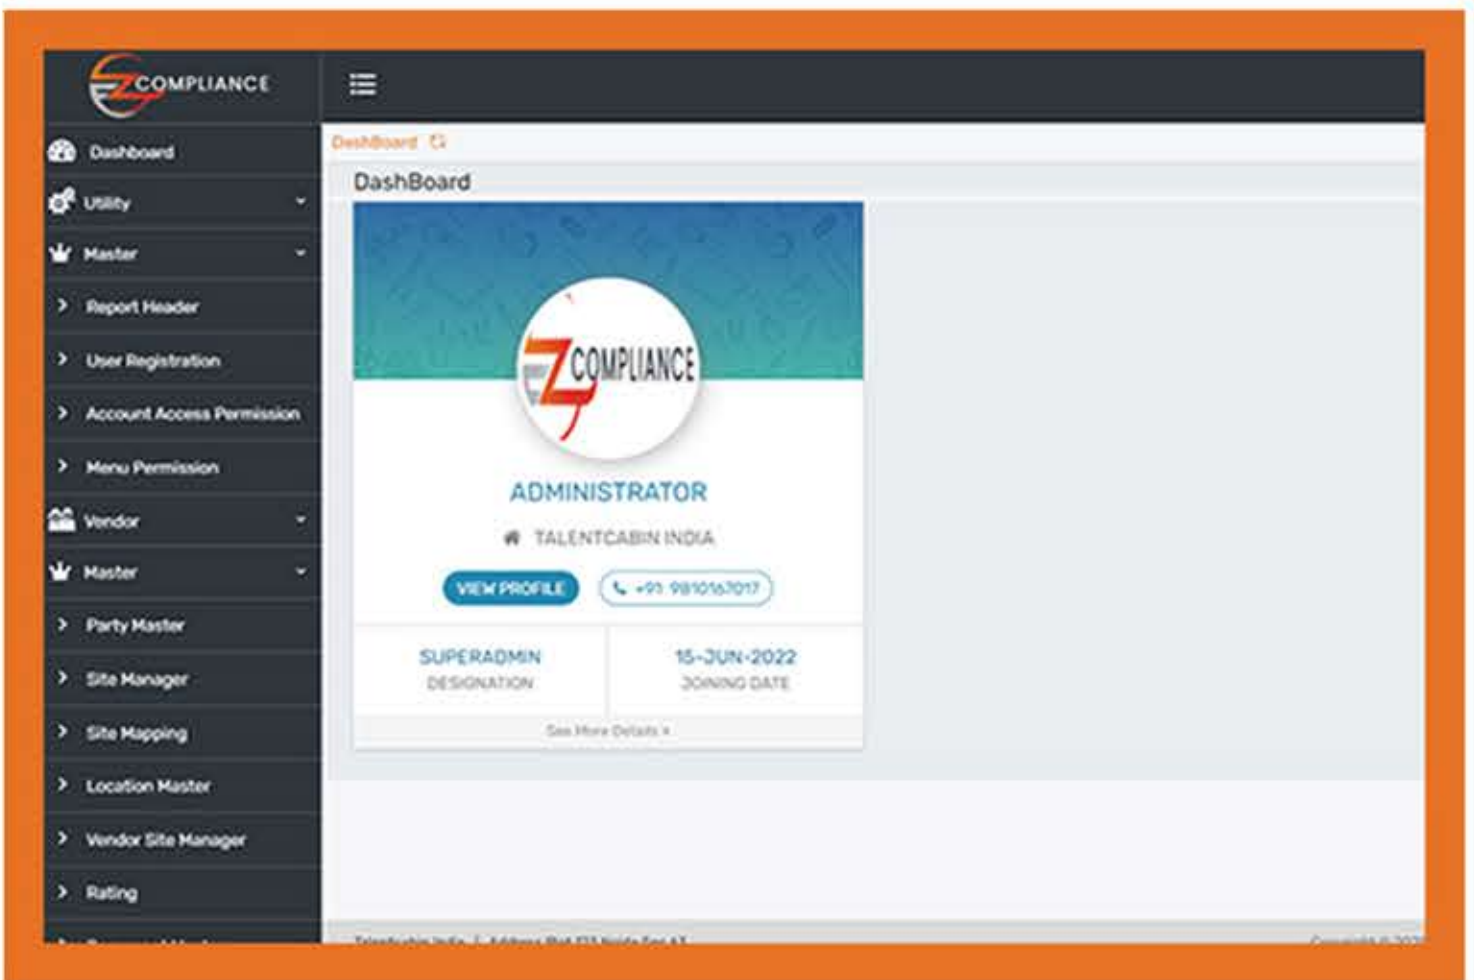 COMPLIANCE
Dashboard
Utility
Master
Report Header
User Registration
Account Access Permission
Menu Permission
Vendor
Master
Party Master
Site Manager
Site Mapping
Location Master
Vendor Site Manager
Rating
DashBoard
DashBoard
COMPLIANCE
ADMINISTRATOR
TALENTCABIN INDIA
VIEW PROFILE
+91 9810167017
SUPERADMIN
DESIGNATION
15-JUN-2022
JOINING DATE
See More Details »